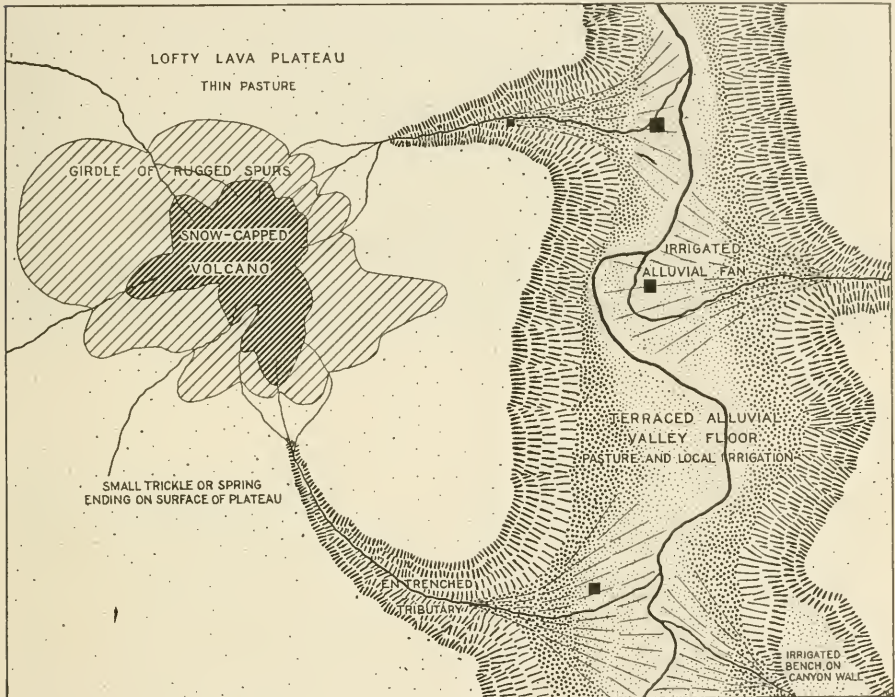 LOFTY LAVA PLATEAU
THIN PASTURE
GIRDLE OF RUGGED SPURS
SNOW-CAPPED
VOLCANO
IRRIGATED
ALLUVIAL FAN
TERRACED ALLUVIAL
VALLEY FLOOR
PASTURE AND LOCAL IRRIGATION
SMALL TRICKLE OR SPRING
ENDING ON SURFACE OF PLATEAU
ENTRENCHED
TRIBUTARY
IRRIGATED
BENCH, ON
CANYON WALL